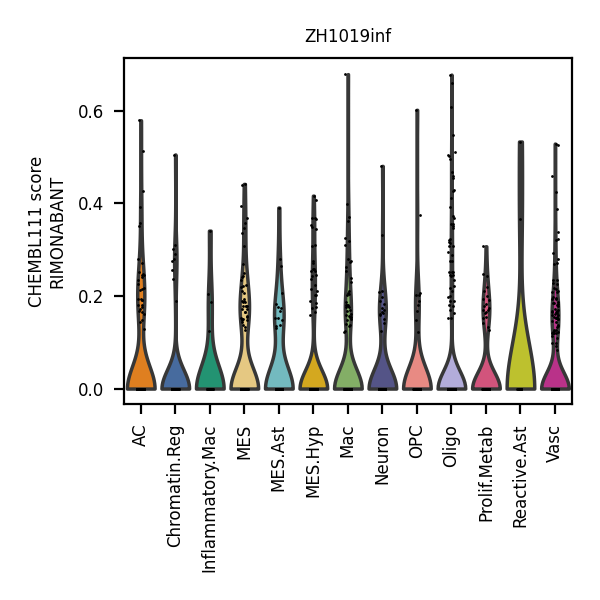 ZH1019inf
CHEMBL111 score
RIMONABANT
0.6
0.4
0.2
0.0
AC
Chromatin.Reg
Inflammatory.Mac
MES
MES.Ast
MES.Hyp
Mac
Neuron
OPC
Oligo
Prolif.Metab
Reactive.Ast
Vasc